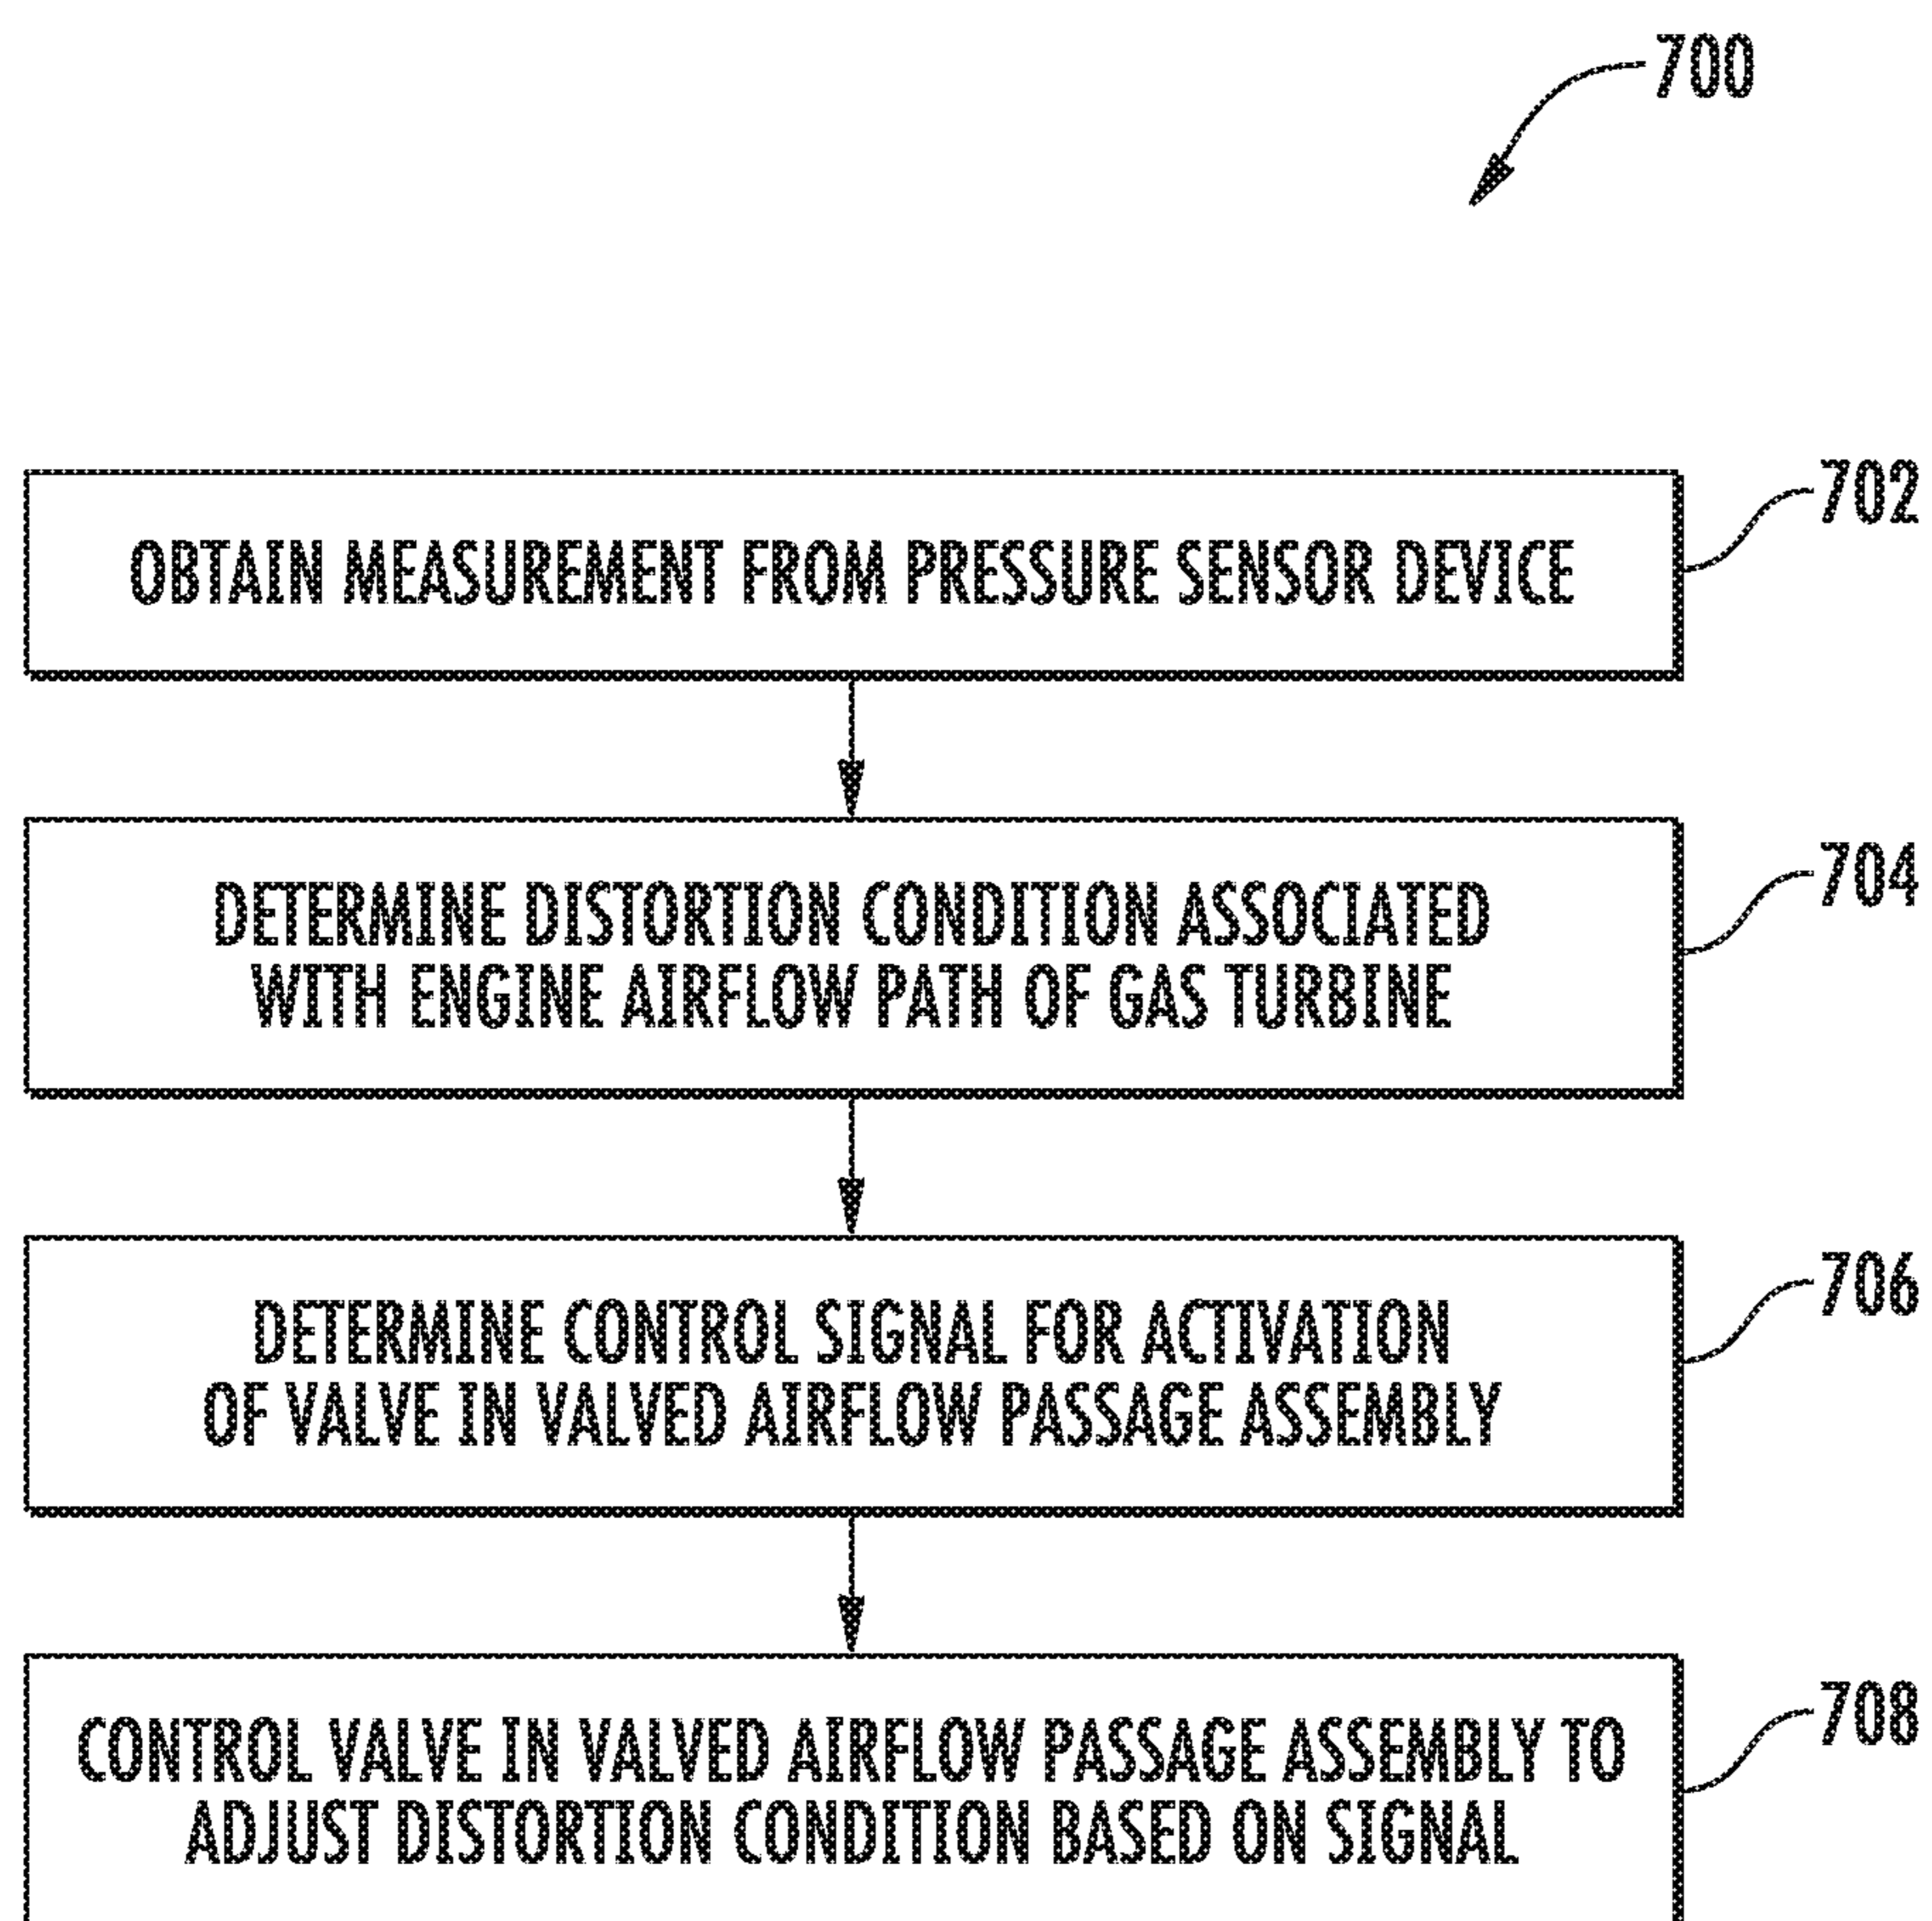 700
702
OBTAIN MEASUREMENT FROM PRESSURE SENSOR DEVICE
704
DETERMINE DISTORTION CONDITION ASSOCIATED
WITH ENGINE AIRFLOW PATH OF GAS TURBINE
706
DETERMINE CONTROL SIGNAL FOR ACTIVATION
OF VALVE IN VALVED AIRFLOW PASSAGE ASSEMBLY
708
CONTROL VALVE IN VALVED AIRFLOW PASSAGE ASSEMBLY TO
ADJUST DISTORTION CONDITION BASED ON SIGNAL